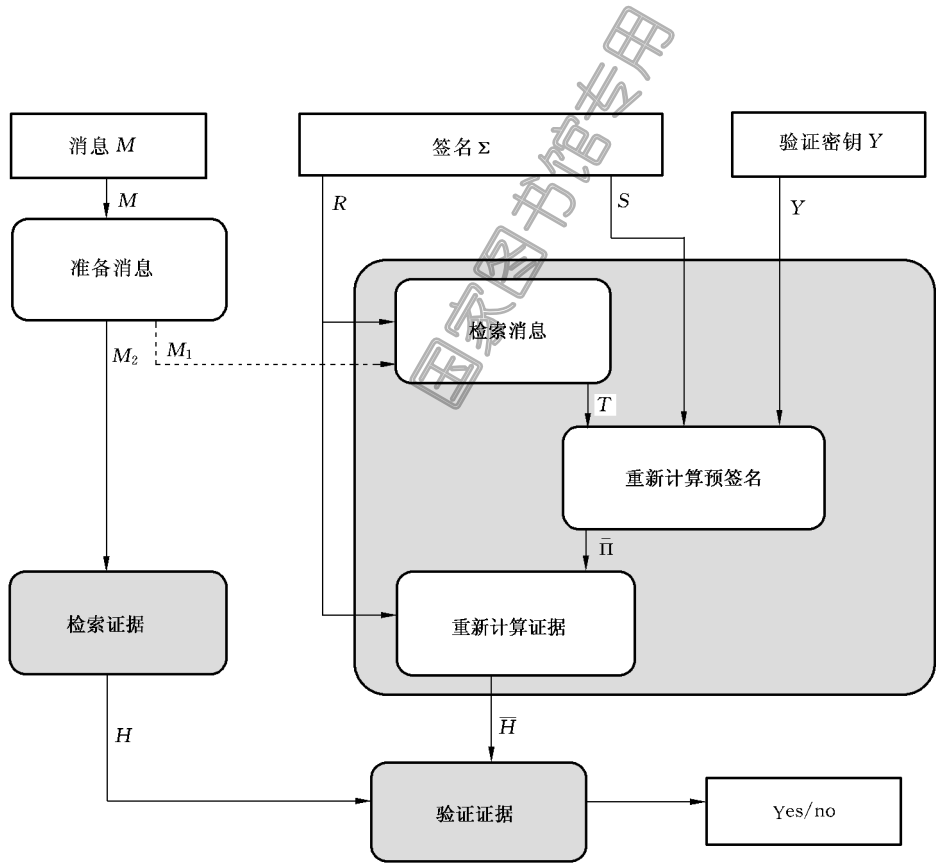 国家图书馆专用
消息 M
签名 Σ
验证密钥 Y
M
R
S
Y
准备消息
检索消息
M₂
M₁
T
重新计算预签名
Π̄
检索证据
重新计算证据
H
H̅
验证证据
Yes/no